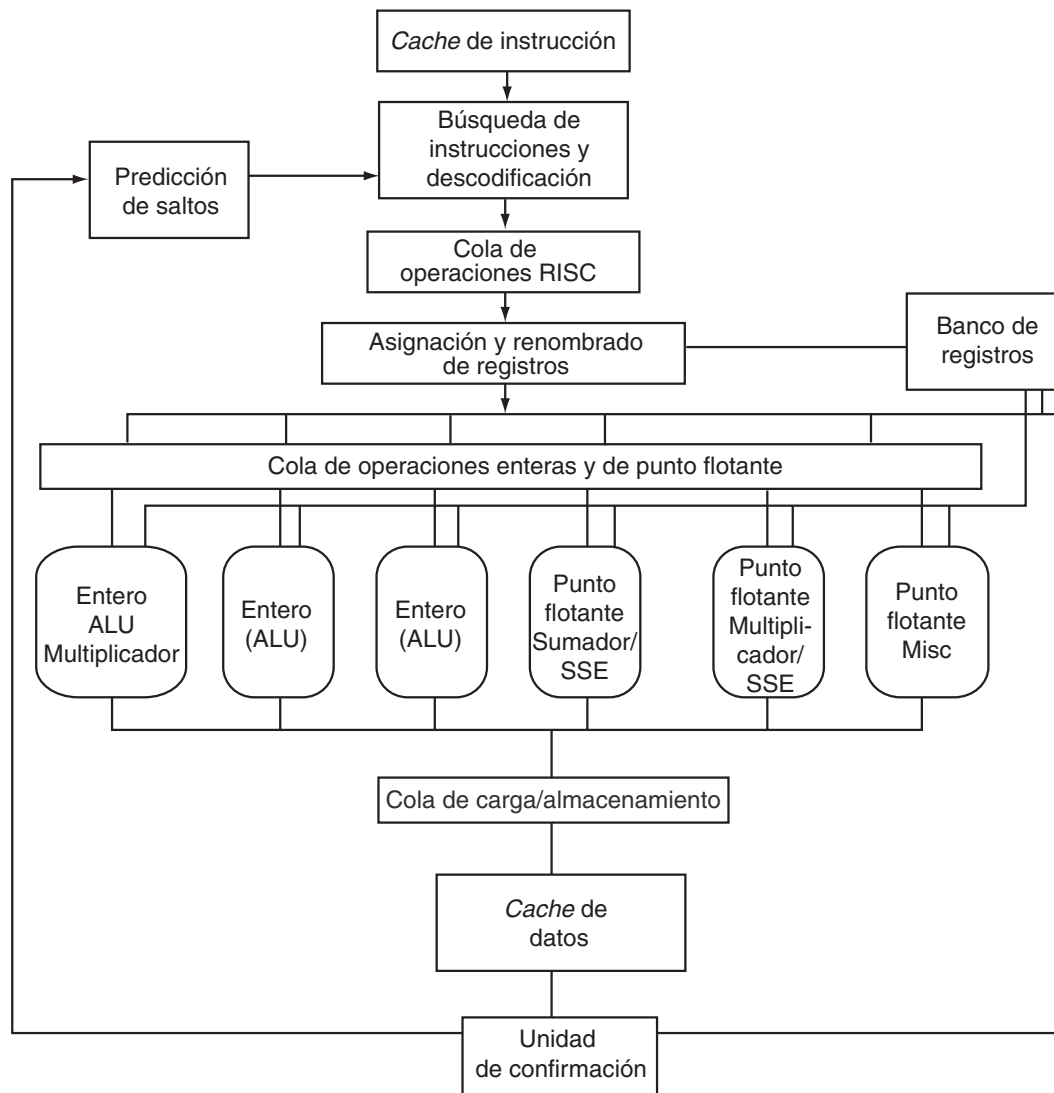 Cache de instrucción
Búsqueda de
instrucciones y
descodificación
Predicción
de saltos
Cola de
operaciones RISC
Asignación y renombrado
de registros
Banco de
registros
Cola de operaciones enteras y de punto flotante
Entero
ALU
Multiplicador
Entero
(ALU)
Entero
(ALU)
Punto
flotante
Sumador/
SSE
Punto
flotante
Multipli-
cador/
SSE
Punto
flotante
Misc
Cola de carga/almacenamiento
Cache de
datos
Unidad
de confirmación